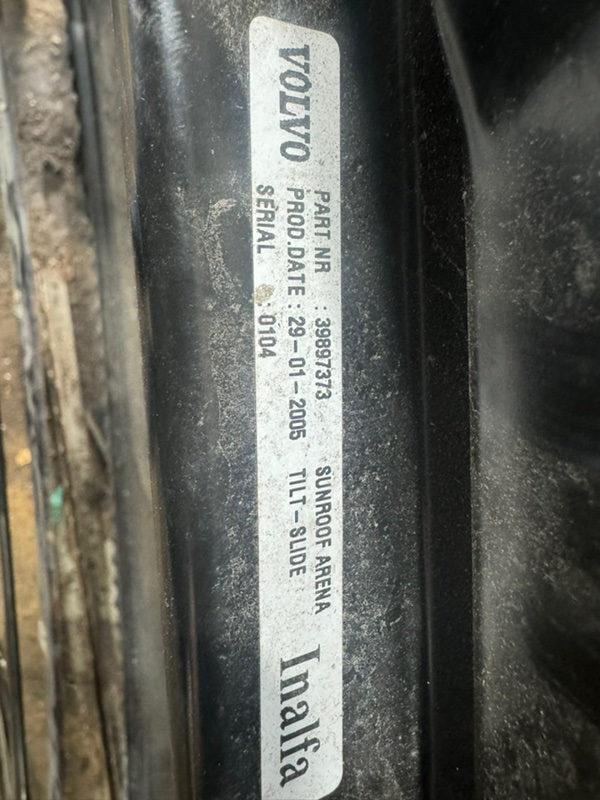 VOLVO
PART NR : 39897373 SUNROOF ARENA
PROD.DATE : 29-01-2005 TILT-SLIDE
SERIAL : 0104
Inalfa